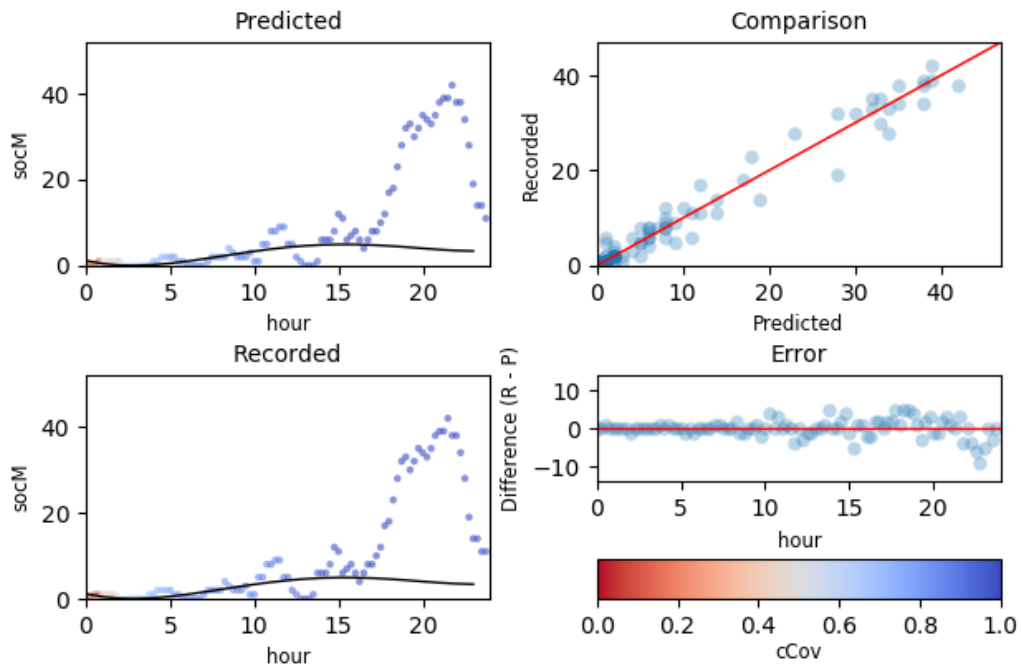 Predicted
socM
40
20
0
0 5 10 15 20
hour
Comparison
Recorded
40
20
0
0 10 20 30 40
Predicted
Recorded
socM
40
20
0
0 5 10 15 20
hour
Error
Difference (R - P)
10
0
−10
0 5 10 15 20
hour
0.0 0.2 0.4 0.6 0.8 1.0
cCov